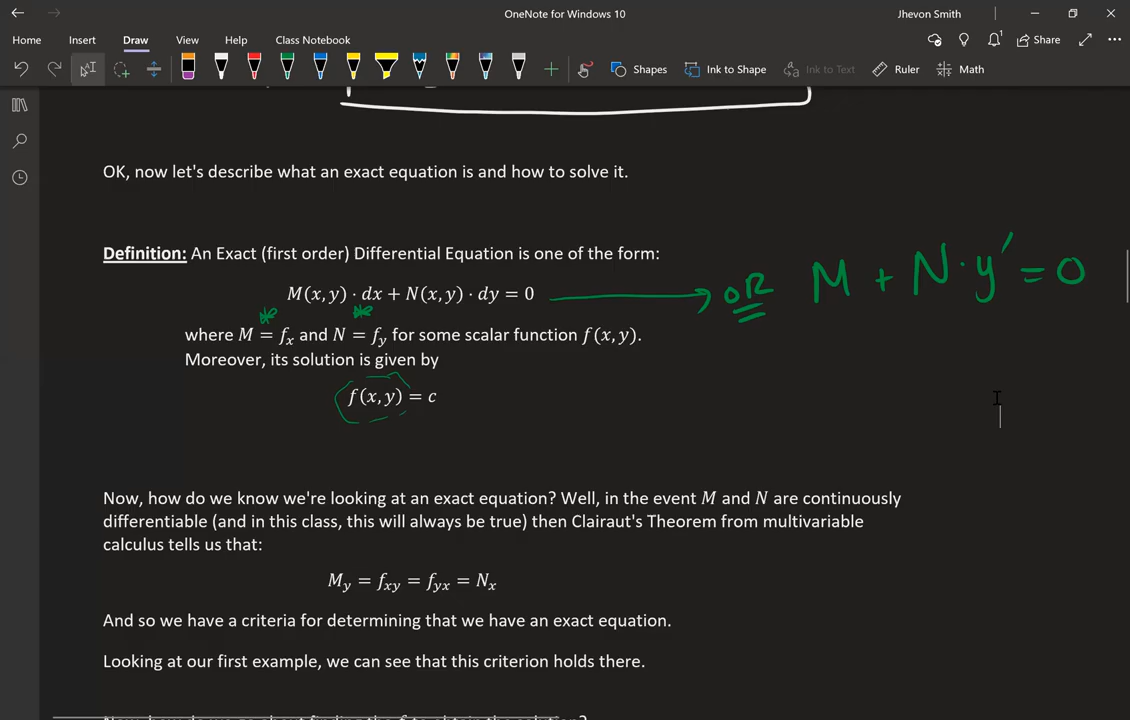 OneNote for Windows 10
Jhevon Smith
Home Insert Draw View Help Class Notebook
Share
Shapes Ink to Shape Ink to Text Ruler Math
OK, now let's describe what an exact equation is and how to solve it.
Definition: An Exact (first order) Differential Equation is one of the form:
M(x, y) · dx + N(x, y) · dy = 0
OR M + N · y' = 0
where M = fₓ and N = f_y for some scalar function f(x, y).
Moreover, its solution is given by
f(x, y) = c
Now, how do we know we're looking at an exact equation? Well, in the event M and N are continuously
differentiable (and in this class, this will always be true) then Clairaut's Theorem from multivariable
calculus tells us that:
M_y = f_xy = f_yx = N_x
And so we have a criteria for determining that we have an exact equation.
Looking at our first example, we can see that this criterion holds there.